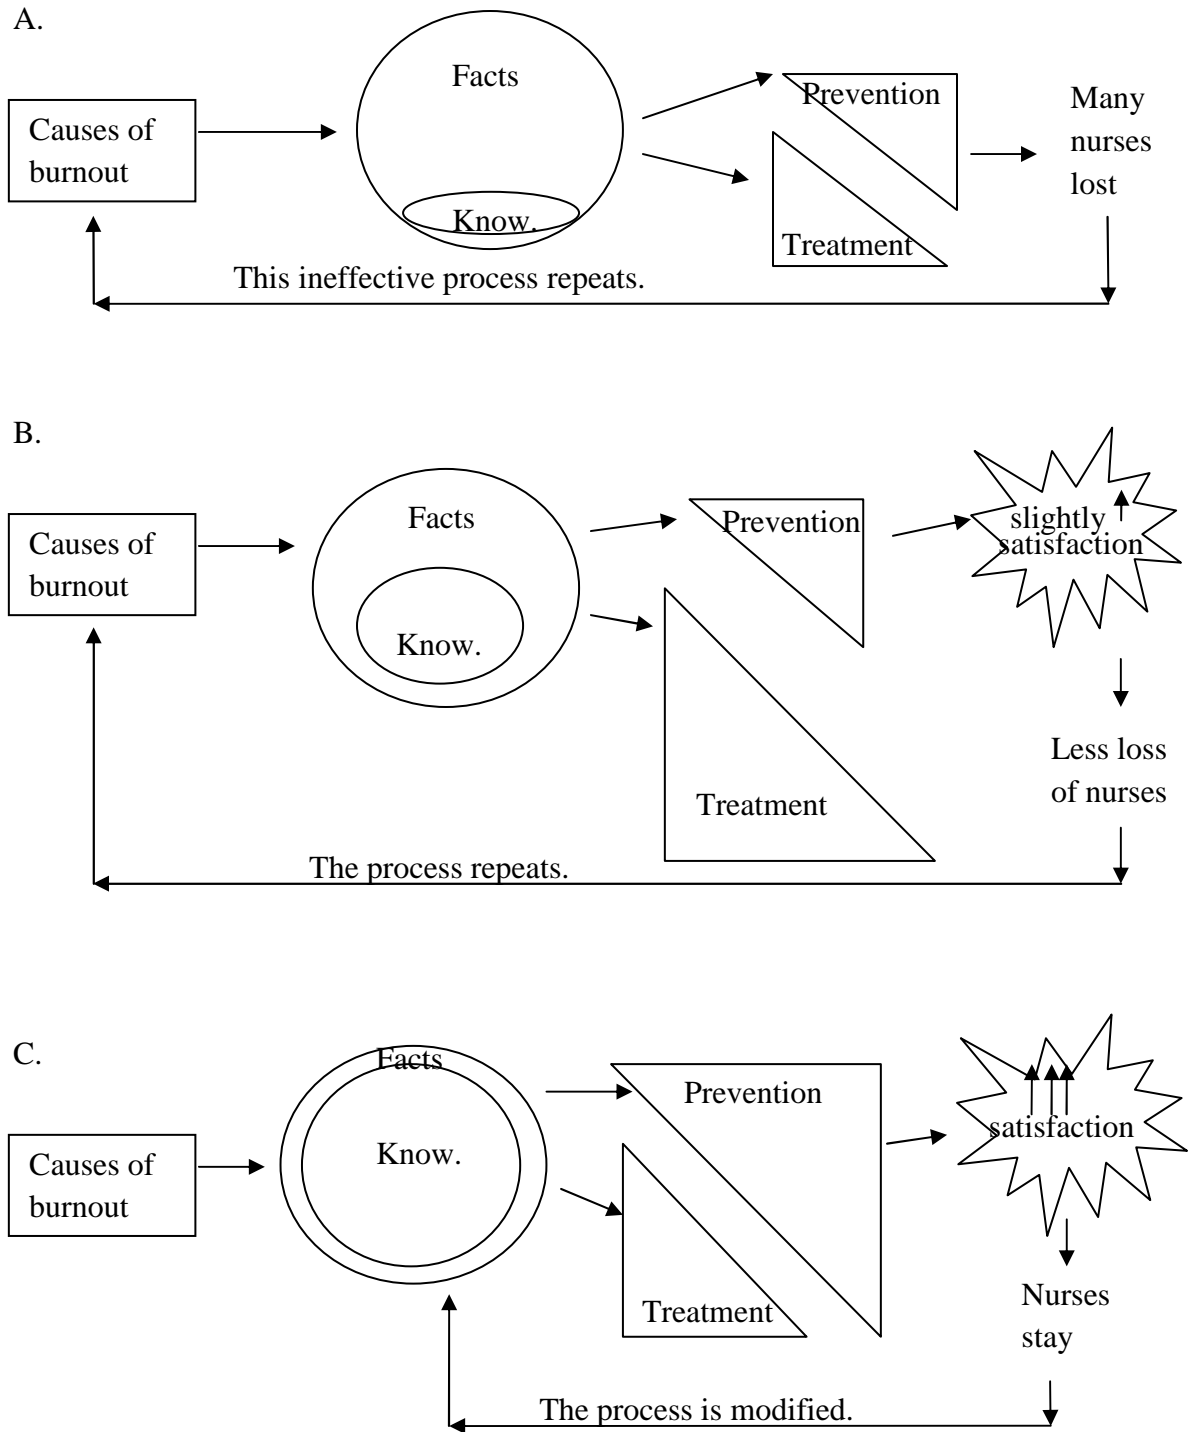 A.
Facts
Prevention
Many
nurses
lost
Causes of
burnout
Know.
Treatment
This ineffective process repeats.
B.
Facts
Prevention
slightly
satisfaction
Causes of
burnout
Know.
Less loss
of nurses
Treatment
The process repeats.
C.
Facts
Prevention
satisfaction
Know.
Causes of
burnout
Nurses
stay
Treatment
The process is modified.